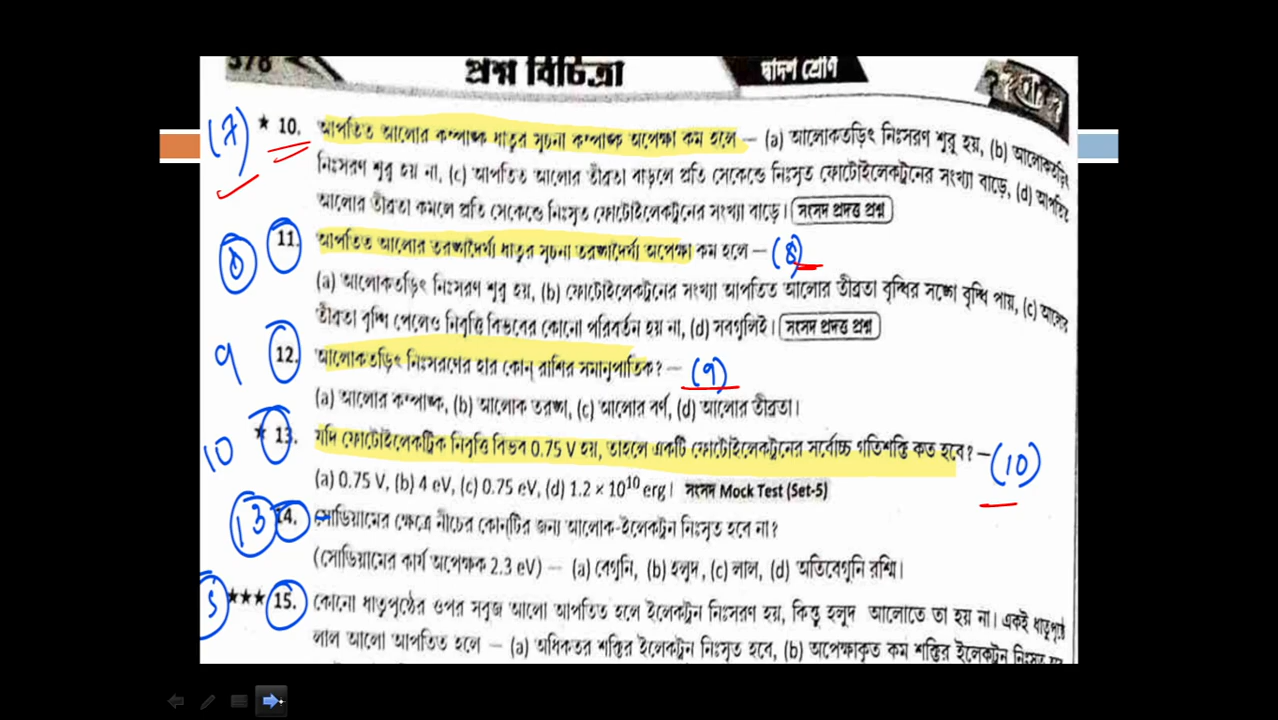 378 প্রশ্ন বিচিত্রা দ্বাদশ শ্রেণি
(7) ★ 10. আপতিত আলোর কম্পাঙ্ক ধাতুর সূচনা কম্পাঙ্ক অপেক্ষা কম হলে — (a) আলোকতড়িৎ নিঃসরণ শুরু হয়, (b) আলোকতড়িৎ
নিঃসরণ শুরু হয় না, (c) আপতিত আলোর তীব্রতা বাড়লে প্রতি সেকেন্ডে নিঃসৃত ফোটোইলেকট্রনের সংখ্যা বাড়ে, (d) আপতিত
আলোর তীব্রতা কমলে প্রতি সেকেন্ডে নিঃসৃত ফোটোইলেকট্রনের সংখ্যা বাড়ে। সংসদ প্রদত্ত প্রশ্ন
11. আপতিত আলোর তরঙ্গদৈর্ঘ্য ধাতুর সূচনা তরঙ্গদৈর্ঘ্য অপেক্ষা কম হলে — (8)
(a) আলোকতড়িৎ নিঃসরণ শুরু হয়, (b) ফোটোইলেকট্রনের সংখ্যা আপতিত আলোর তীব্রতা বৃদ্ধির সঙ্গে বৃদ্ধি পায়, (c) আলোর
তীব্রতা বৃদ্ধি পেলেও নিবৃত্তি বিভবের কোনো পরিবর্তন হয় না, (d) সবগুলিই। সংসদ প্রদত্ত প্রশ্ন
9 12. আলোকতড়িৎ নিঃসরণের হার কোন্ রাশির সমানুপাতিক? — (9)
(a) আলোর কম্পাঙ্ক, (b) আলোক তরঙ্গ, (c) আলোর বর্ণ, (d) আলোর তীব্রতা।
10 ★ 13. যদি ফোটোইলেকট্রিক নিবৃত্তি বিভব 0.75 V হয়, তাহলে একটি ফোটোইলেকট্রনের সর্বোচ্চ গতিশক্তি কত হবে? — (10)
(a) 0.75 V, (b) 4 eV, (c) 0.75 eV, (d) 1.2 × 10¹⁰ erg। সংসদ Mock Test (Set-5)
13 14. সোডিয়ামের ক্ষেত্রে নীচের কোন্‌টির জন্য আলোক-ইলেকট্রন নিঃসৃত হবে না?
(সোডিয়ামের কার্য অপেক্ষক 2.3 eV) — (a) বেগুনি, (b) হলুদ, (c) লাল, (d) অতিবেগুনি রশ্মি।
★★★ 15. কোনো ধাতুপৃষ্ঠের ওপর সবুজ আলো আপতিত হলে ইলেকট্রন নিঃসরণ হয়, কিন্তু হলুদ আলোতে তা হয় না। একই ধাতুপৃষ্ঠে
লাল আলো আপতিত হলে — (a) অধিকতর শক্তির ইলেকট্রন নিঃসৃত হবে, (b) অপেক্ষাকৃত কম শক্তির ইলেকট্রন নিঃসৃত